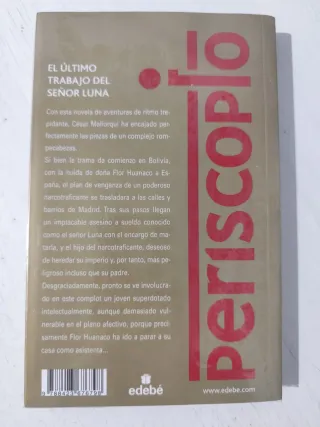 EL ÚLTIMO
TRABAJO DEL
SEÑOR LUNA
Con esta novela de aventuras de ritmo tre-
pidante, César Mallorquí ha encajado per-
fectamente las piezas de un complejo rom-
pecabezas.
Si bien la trama da comienzo en Bolivia,
con la huida de doña Flor Huanaco a Es-
paña, el plan de venganza de un poderoso
narcotraficante se trasladará a las calles y
barrios de Madrid. Tras sus pasos llegan
un implacable asesino a sueldo conocido
como el señor Luna con el encargo de ma-
tarla, y el hijo del narcotraficante, deseoso
de heredar su imperio y, por tanto, más pe-
ligroso incluso que su padre.
Desgraciadamente, pronto se ve involucra-
do en este complot un joven superdotado
intelectualmente, aunque demasiado vul-
nerable en el plano afectivo, porque preci-
samente Flor Huanaco ha ido a parar a su
casa como asistenta...
periscopio
edebé
www.edebe.com